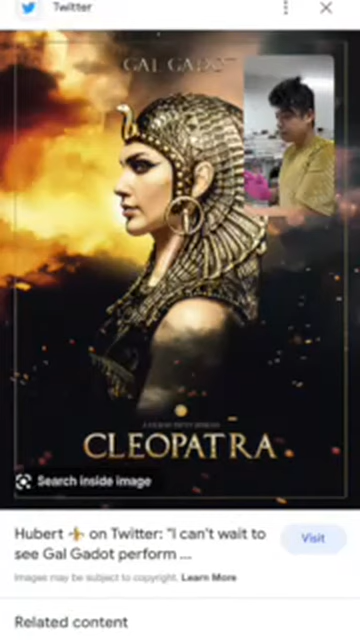 Twitter
GAL GADOT
CLEOPATRA
Search inside image
Hubert ⚜️ on Twitter: "I can't wait to
see Gal Gadot perform ...
Visit
Images may be subject to copyright. Learn More
Related content